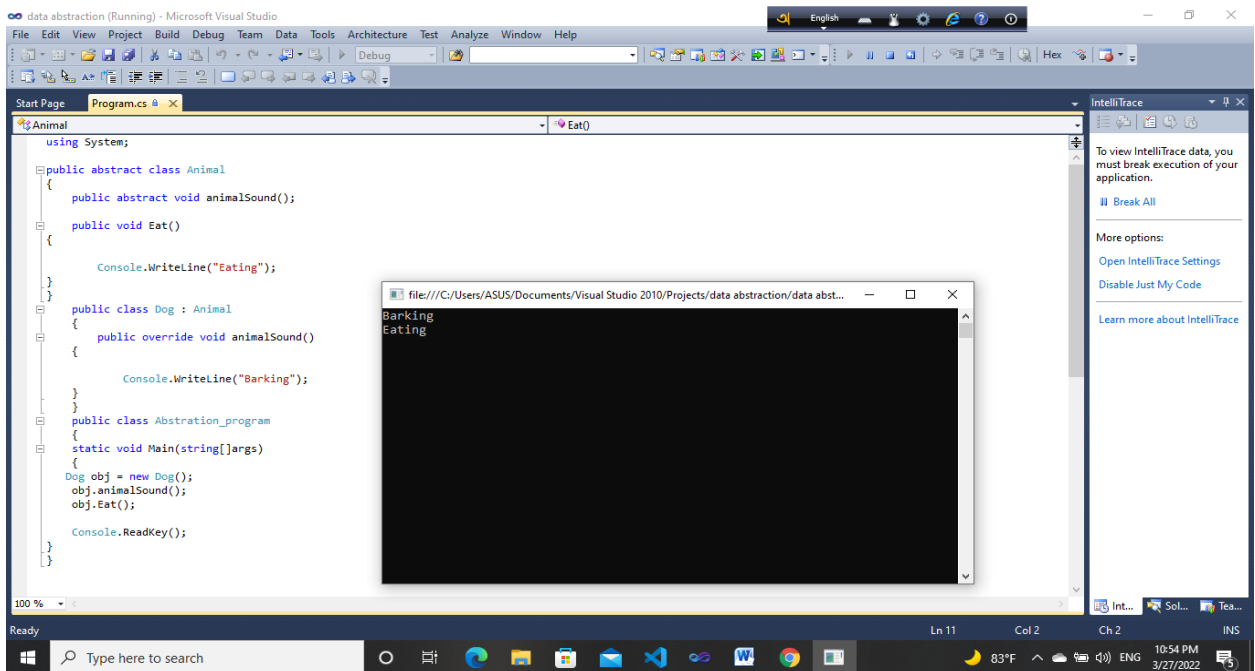 data abstraction (Running) - Microsoft Visual Studio
English
File Edit View Project Build Debug Team Data Tools Architecture Test Analyze Window Help
Debug
Hex
Start Page Program.cs
IntelliTrace
Animal
Eat()
using System;
public abstract class Animal
{
public abstract void animalSound();
public void Eat()
{
Console.WriteLine("Eating");
}
}
public class Dog : Animal
{
public override void animalSound()
{
Console.WriteLine("Barking");
}
}
public class Abstration_program
{
static void Main(string[]args)
{
Dog obj = new Dog();
obj.animalSound();
obj.Eat();
Console.ReadKey();
}
}
file:///C:/Users/ASUS/Documents/Visual Studio 2010/Projects/data abstraction/data abst...
Barking
Eating
To view IntelliTrace data, you
must break execution of your
application.
Break All
More options:
Open IntelliTrace Settings
Disable Just My Code
Learn more about IntelliTrace
100 %
Int... Sol... Tea...
Ready
Ln 11 Col 2 Ch 2 INS
Type here to search
83°F ENG
10:54 PM
3/27/2022
5